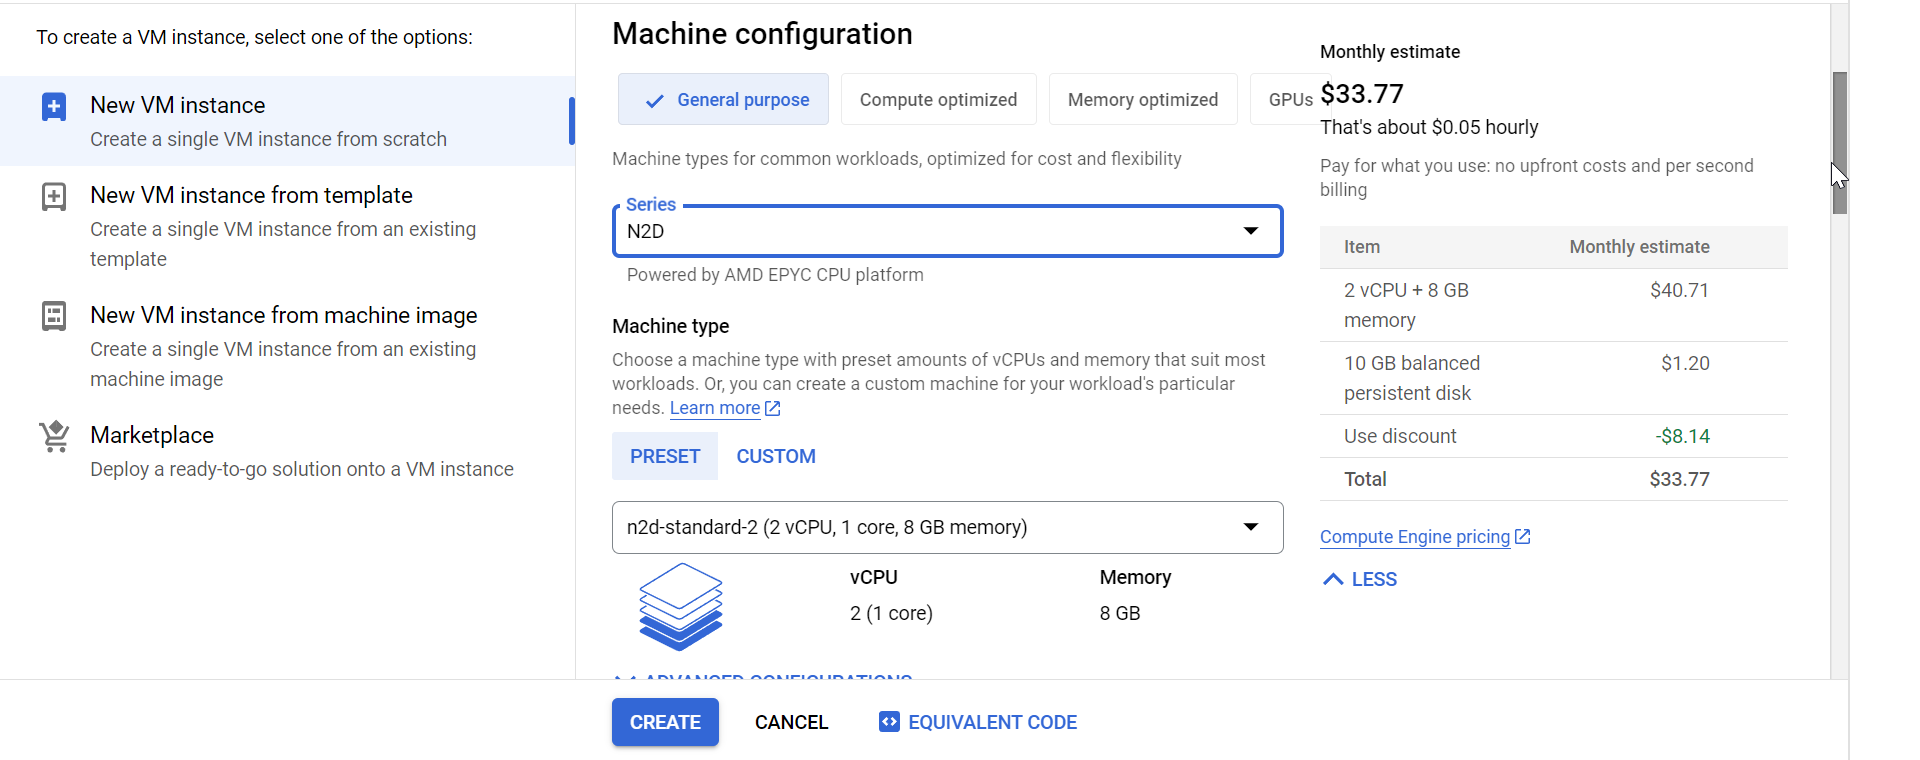 To create a VM instance, select one of the options:
New VM instance
Create a single VM instance from scratch
New VM instance from template
Create a single VM instance from an existing
template
New VM instance from machine image
Create a single VM instance from an existing
machine image
Marketplace
Deploy a ready-to-go solution onto a VM instance
Machine configuration
General purpose
Compute optimized
Memory optimized
GPUs
Machine types for common workloads, optimized for cost and flexibility
Series
N2D
Powered by AMD EPYC CPU platform
Machine type
Choose a machine type with preset amounts of vCPUs and memory that suit most
workloads. Or, you can create a custom machine for your workload's particular
needs. Learn more
PRESET CUSTOM
n2d-standard-2 (2 vCPU, 1 core, 8 GB memory)
vCPU Memory
2 (1 core) 8 GB
ADVANCED CONFIGURATIONS
CREATE CANCEL EQUIVALENT CODE
Monthly estimate
$33.77
That's about $0.05 hourly
Pay for what you use: no upfront costs and per second
billing
Item Monthly estimate
2 vCPU + 8 GB $40.71
memory
10 GB balanced $1.20
persistent disk
Use discount -$8.14
Total $33.77
Compute Engine pricing
LESS